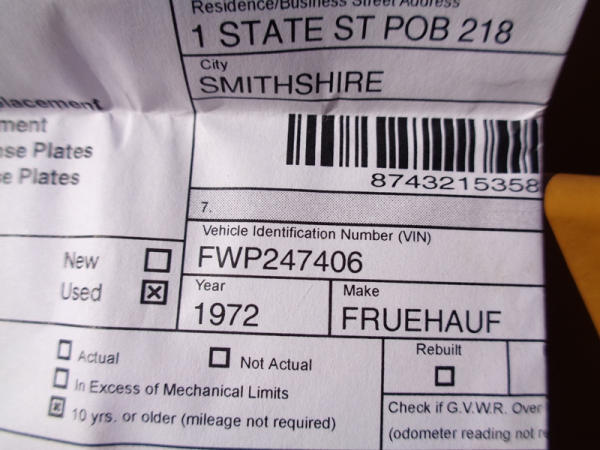 Residence/Business Street Address
1 STATE ST POB 218
City
SMITHSHIRE
lacement
ment
nse Plates
e Plates
8743215358
7.
Vehicle Identification Number (VIN)
FWP247406
New
Used
Year
1972
Make
FRUEHAUF
Actual
Not Actual
In Excess of Mechanical Limits
10 yrs. or older (mileage not required)
Rebuilt
Check if G.V.W.R. Over
(odometer reading not r